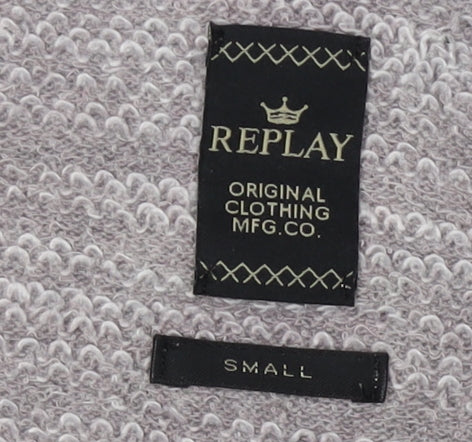 REPLAY
ORIGINAL
CLOTHING
MFG.CO.
SMALL